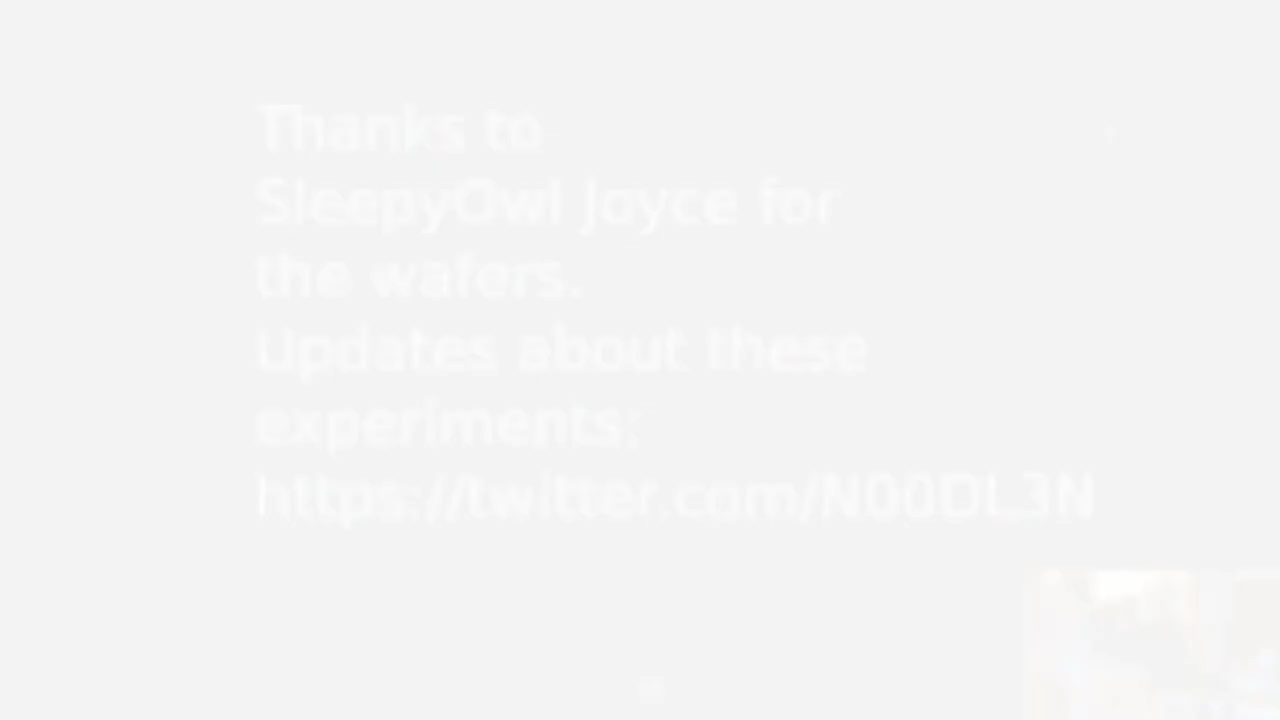 Thanks to
SleepyOwl Joyce for
the wafers.
Updates about these
experiments:
https://twitter.com/N00DL3N